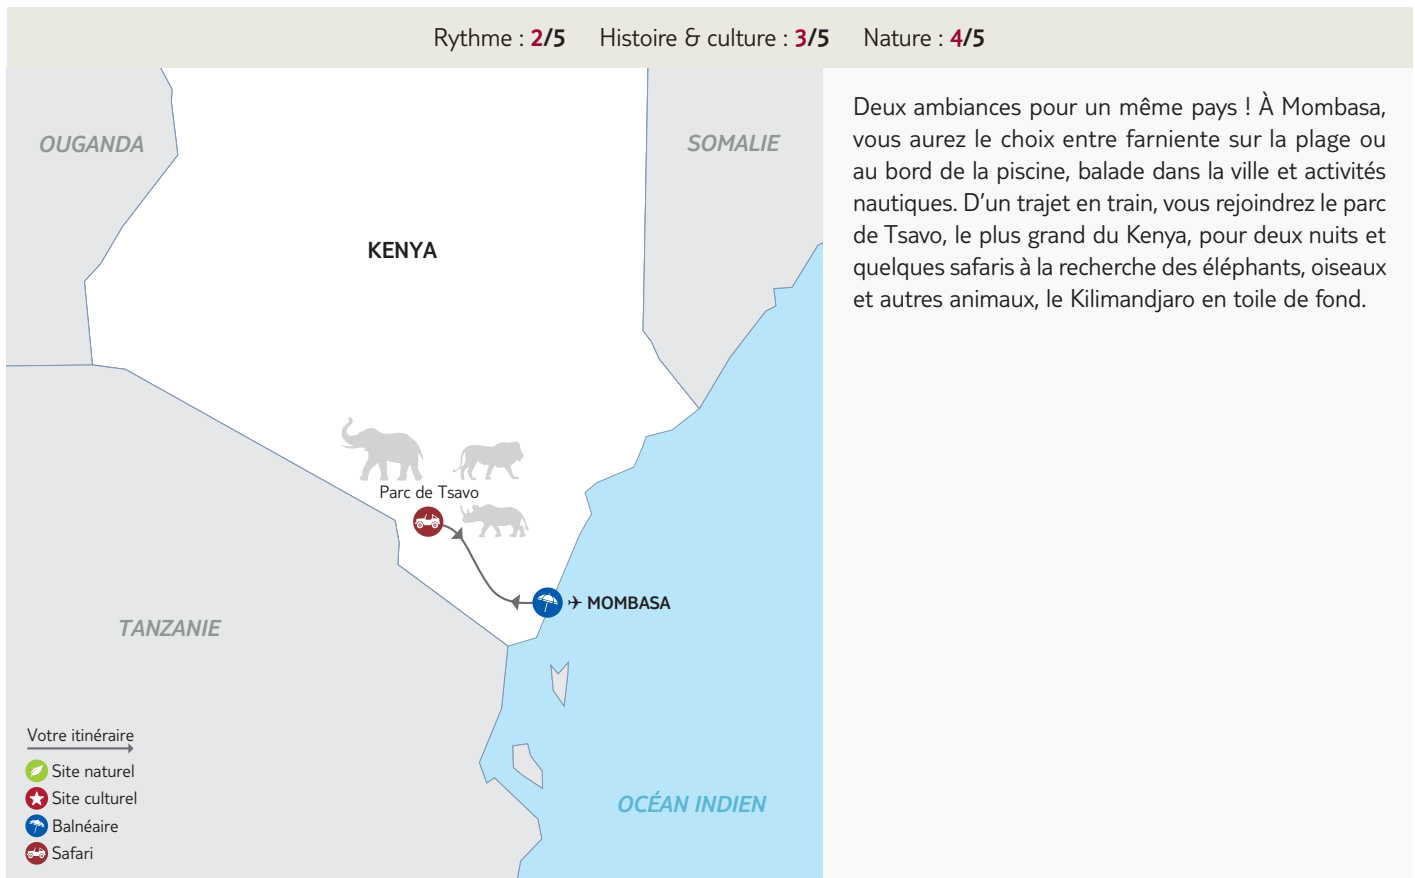 Rythme : 2/5 Histoire & culture : 3/5 Nature : 4/5
OUGANDA
SOMALIE
KENYA
Parc de Tsavo
MOMBASA
TANZANIE
OCÉAN INDIEN
Votre itinéraire
Site naturel
Site culturel
Balnéaire
Safari
Deux ambiances pour un même pays ! À Mombasa,
vous aurez le choix entre farniente sur la plage ou
au bord de la piscine, balade dans la ville et activités
nautiques. D'un trajet en train, vous rejoindrez le parc
de Tsavo, le plus grand du Kenya, pour deux nuits et
quelques safaris à la recherche des éléphants, oiseaux
et autres animaux, le Kilimandjaro en toile de fond.